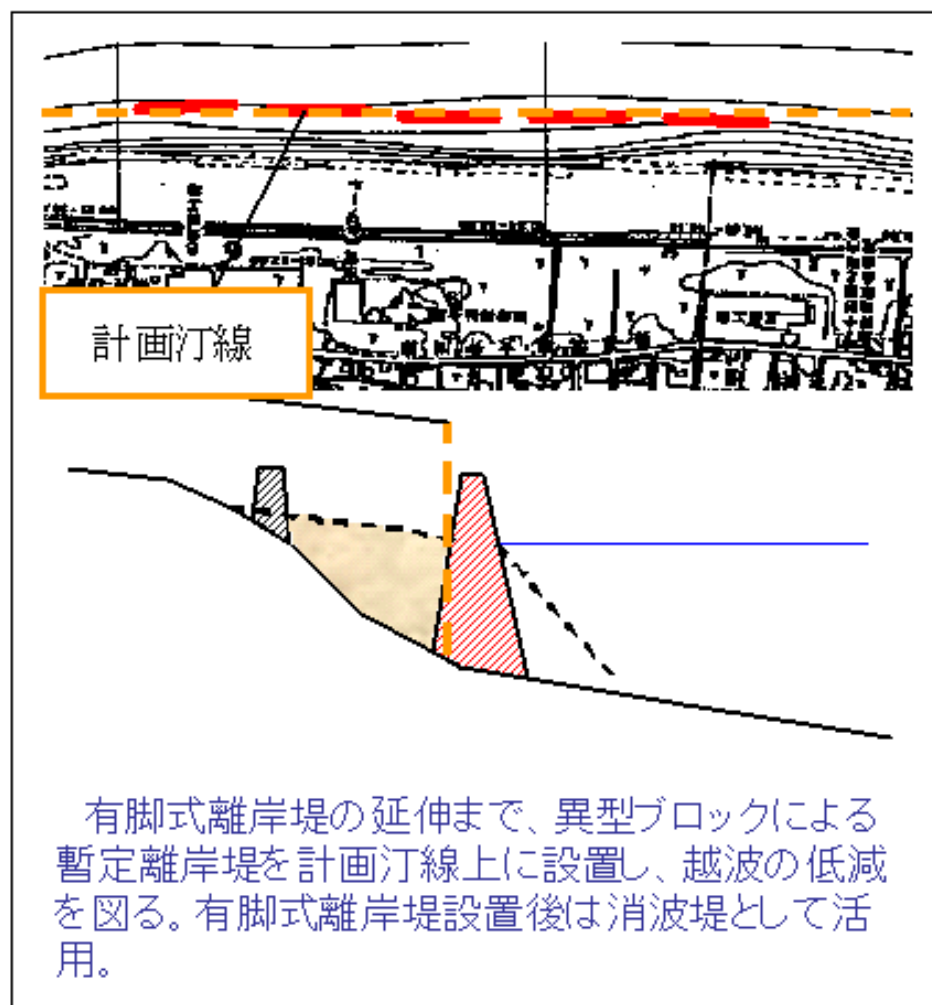 計画汀線
有脚式離岸堤の延伸まで、異型ブロックによる
暫定離岸堤を計画汀線上に設置し、越波の低減
を図る。有脚式離岸堤設置後は消波堤として活
用。